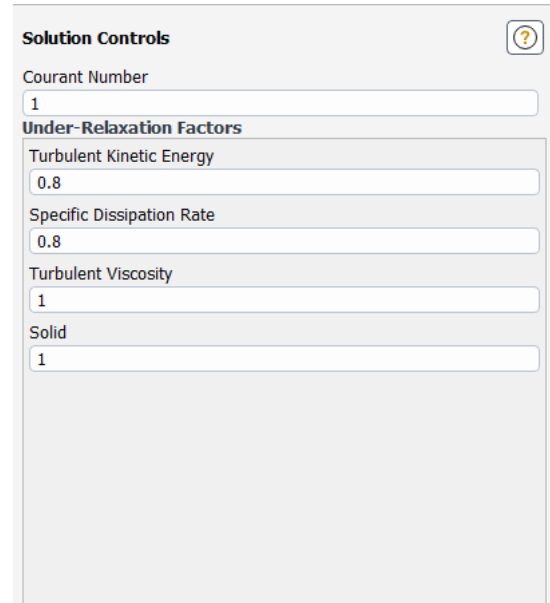 Solution Controls
?
Courant Number
1
Under-Relaxation Factors
Turbulent Kinetic Energy
0.8
Specific Dissipation Rate
0.8
Turbulent Viscosity
1
Solid
1